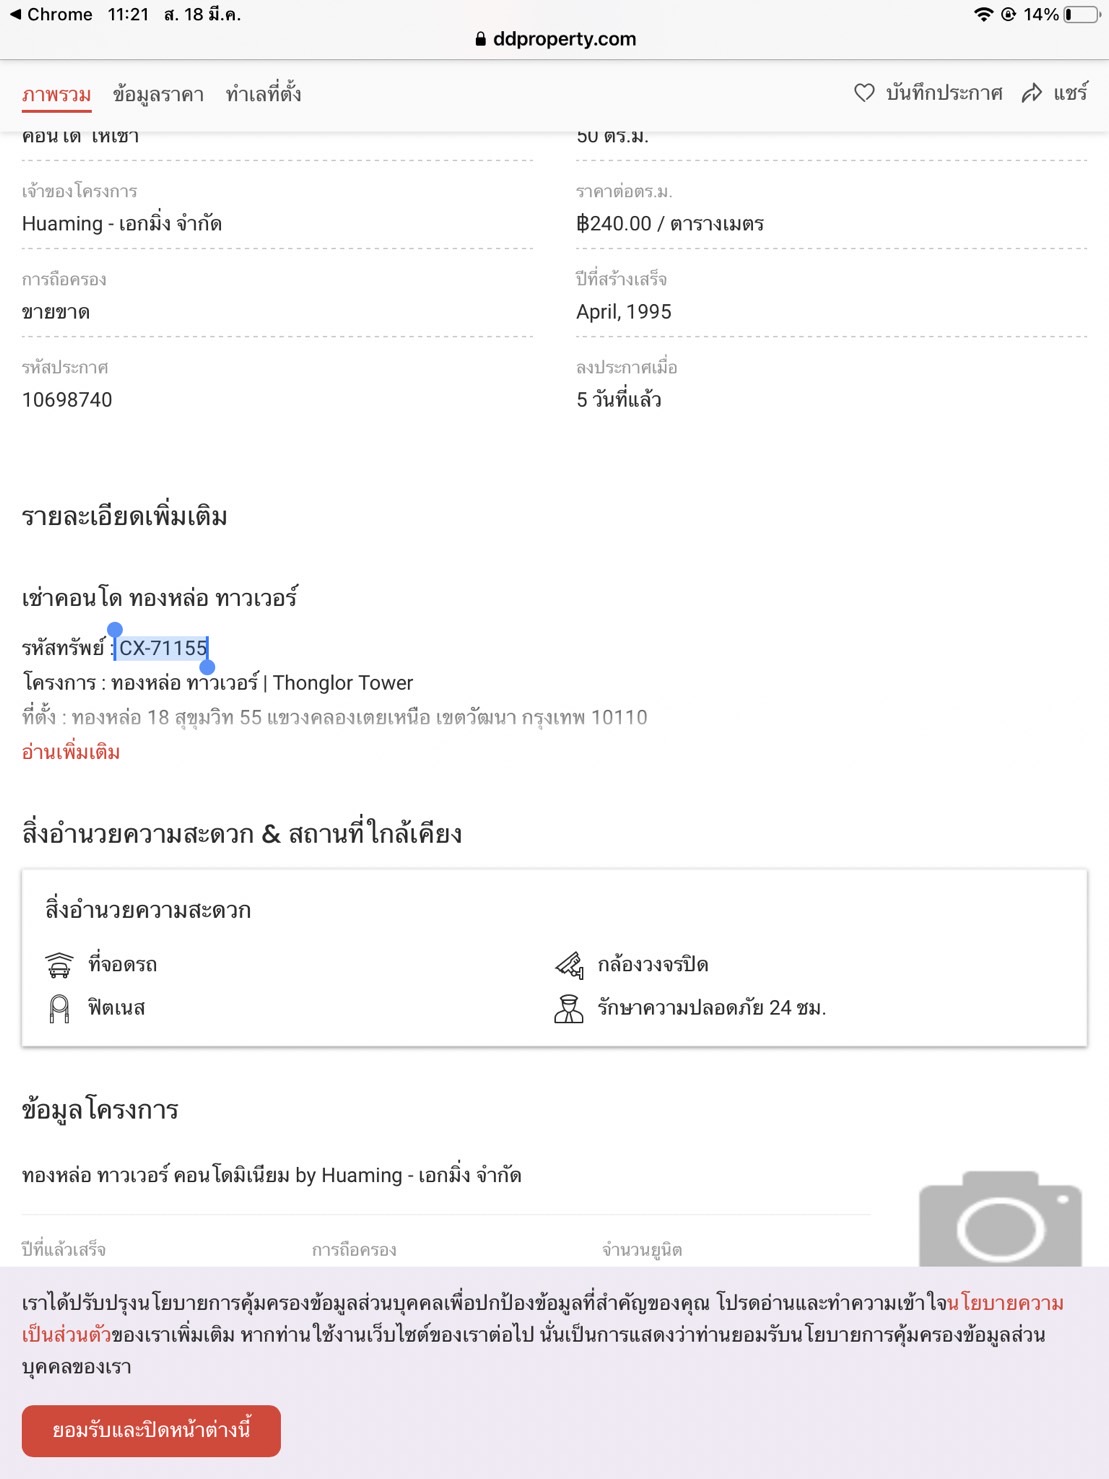 ◀ Chrome 11:21 ส. 18 มี.ค. 14%
ddproperty.com
ภาพรวม ข้อมูลราคา ทำเลที่ตั้ง บันทึกประกาศ แชร์
คอนโด ให้เช่า 50 ตร.ม.
เจ้าของโครงการ ราคาต่อตร.ม.
Huaming - เอกมิ่ง จำกัด ฿240.00 / ตารางเมตร
การถือครอง ปีที่สร้างเสร็จ
ขายขาด April, 1995
รหัสประกาศ ลงประกาศเมื่อ
10698740 5 วันที่แล้ว
รายละเอียดเพิ่มเติม
เช่าคอนโด ทองหล่อ ทาวเวอร์
รหัสทรัพย์ : CX-71155
โครงการ : ทองหล่อ ทาวเวอร์ | Thonglor Tower
ที่ตั้ง : ทองหล่อ 18 สุขุมวิท 55 แขวงคลองเตยเหนือ เขตวัฒนา กรุงเทพ 10110
อ่านเพิ่มเติม
สิ่งอำนวยความสะดวก & สถานที่ใกล้เคียง
สิ่งอำนวยความสะดวก
ที่จอดรถ กล้องวงจรปิด
ฟิตเนส รักษาความปลอดภัย 24 ชม.
ข้อมูลโครงการ
ทองหล่อ ทาวเวอร์ คอนโดมิเนียม by Huaming - เอกมิ่ง จำกัด
ปีที่แล้วเสร็จ การถือครอง จำนวนยูนิต
เราได้ปรับปรุงนโยบายการคุ้มครองข้อมูลส่วนบุคคลเพื่อปกป้องข้อมูลที่สำคัญของคุณ โปรดอ่านและทำความเข้าใจนโยบายความ
เป็นส่วนตัวของเราเพิ่มเติม หากท่านใช้งานเว็บไซต์ของเราต่อไป นั่นเป็นการแสดงว่าท่านยอมรับนโยบายการคุ้มครองข้อมูลส่วน
บุคคลของเรา
ยอมรับและปิดหน้าต่างนี้